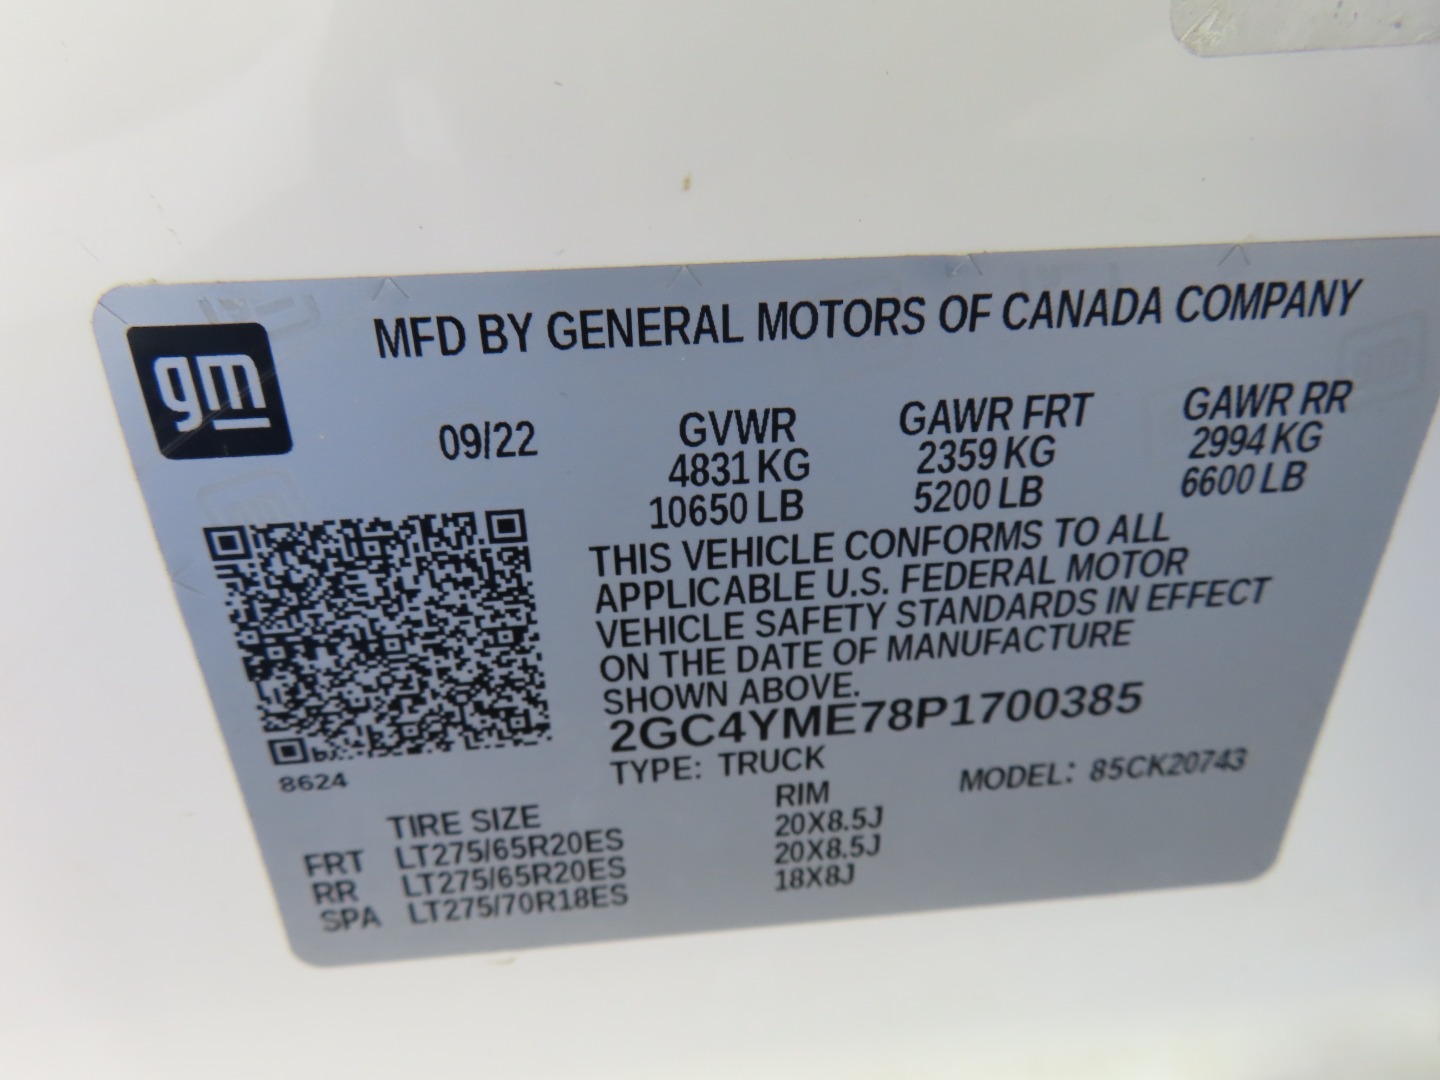 gm
MFD BY GENERAL MOTORS OF CANADA COMPANY
09/22
GVWR
4831 KG
10650 LB
GAWR FRT
2359 KG
5200 LB
GAWR RR
2994 KG
6600 LB
THIS VEHICLE CONFORMS TO ALL
APPLICABLE U.S. FEDERAL MOTOR
VEHICLE SAFETY STANDARDS IN EFFECT
ON THE DATE OF MANUFACTURE
SHOWN ABOVE.
2GC4YME78P1700385
TYPE: TRUCK
MODEL: 85CK20743
8624
TIRE SIZE RIM
FRT LT275/65R20ES 20X8.5J
RR LT275/65R20ES 20X8.5J
SPA LT275/70R18ES 18X8J